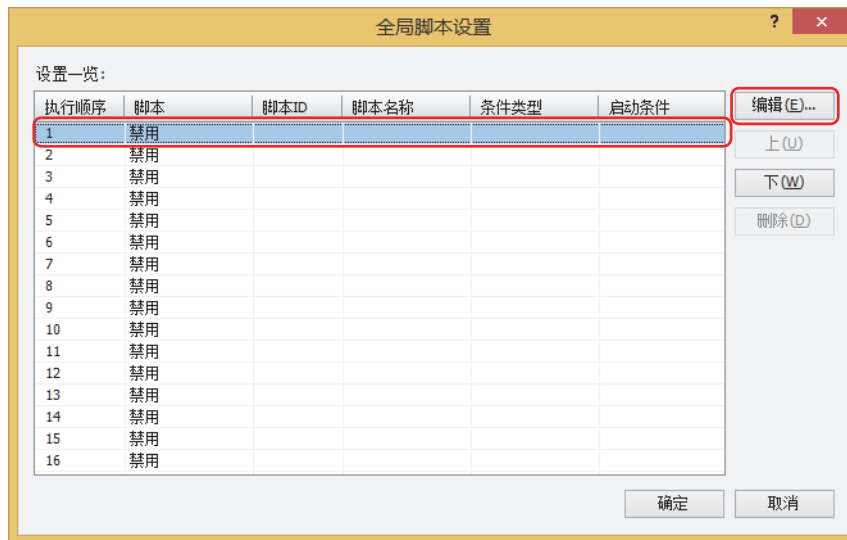 全局脚本设置 ? ×
设置一览:
执行顺序 脚本 脚本ID 脚本名称 条件类型 启动条件 编辑(E)...
1 禁用
上(U)
2 禁用
3 禁用
下(W)
4 禁用
5 禁用
删除(D)
6 禁用
7 禁用
8 禁用
9 禁用
10 禁用
11 禁用
12 禁用
13 禁用
14 禁用
15 禁用
16 禁用
确定 取消